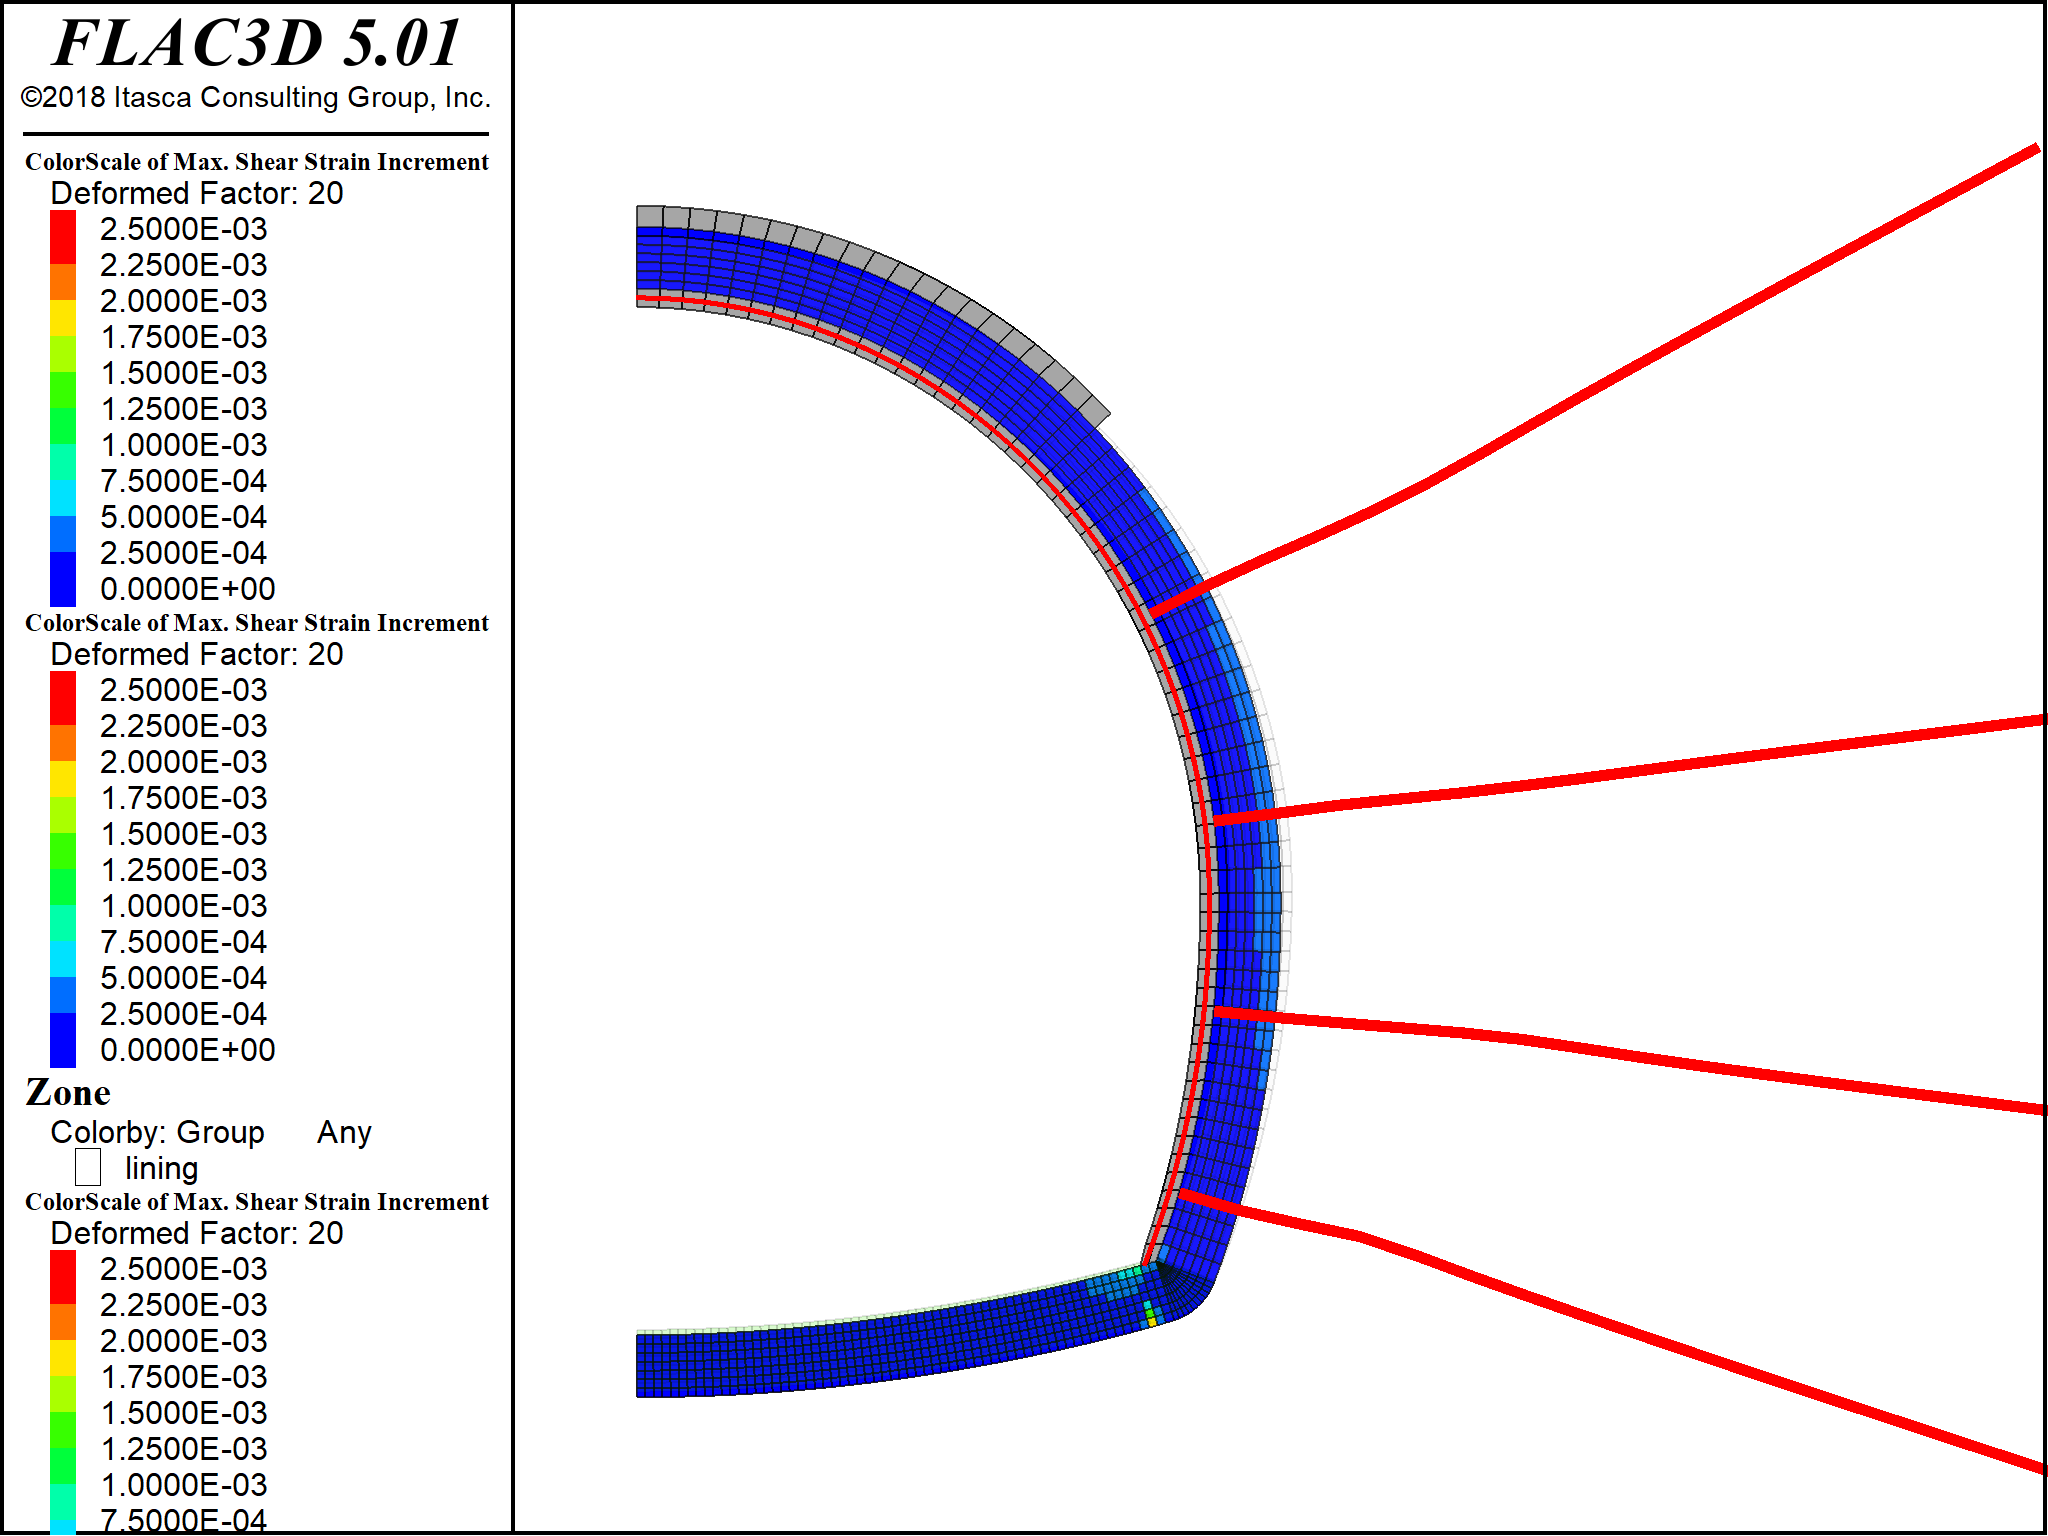 FLAC3D 5.01
©2018 Itasca Consulting Group, Inc.
ColorScale of Max. Shear Strain Increment
Deformed Factor: 20
2.5000E-03
2.2500E-03
2.0000E-03
1.7500E-03
1.5000E-03
1.2500E-03
1.0000E-03
7.5000E-04
5.0000E-04
2.5000E-04
0.0000E+00
ColorScale of Max. Shear Strain Increment
Deformed Factor: 20
2.5000E-03
2.2500E-03
2.0000E-03
1.7500E-03
1.5000E-03
1.2500E-03
1.0000E-03
7.5000E-04
5.0000E-04
2.5000E-04
0.0000E+00
Zone
Colorby: Group Any
lining
ColorScale of Max. Shear Strain Increment
Deformed Factor: 20
2.5000E-03
2.2500E-03
2.0000E-03
1.7500E-03
1.5000E-03
1.2500E-03
1.0000E-03
7.5000E-04